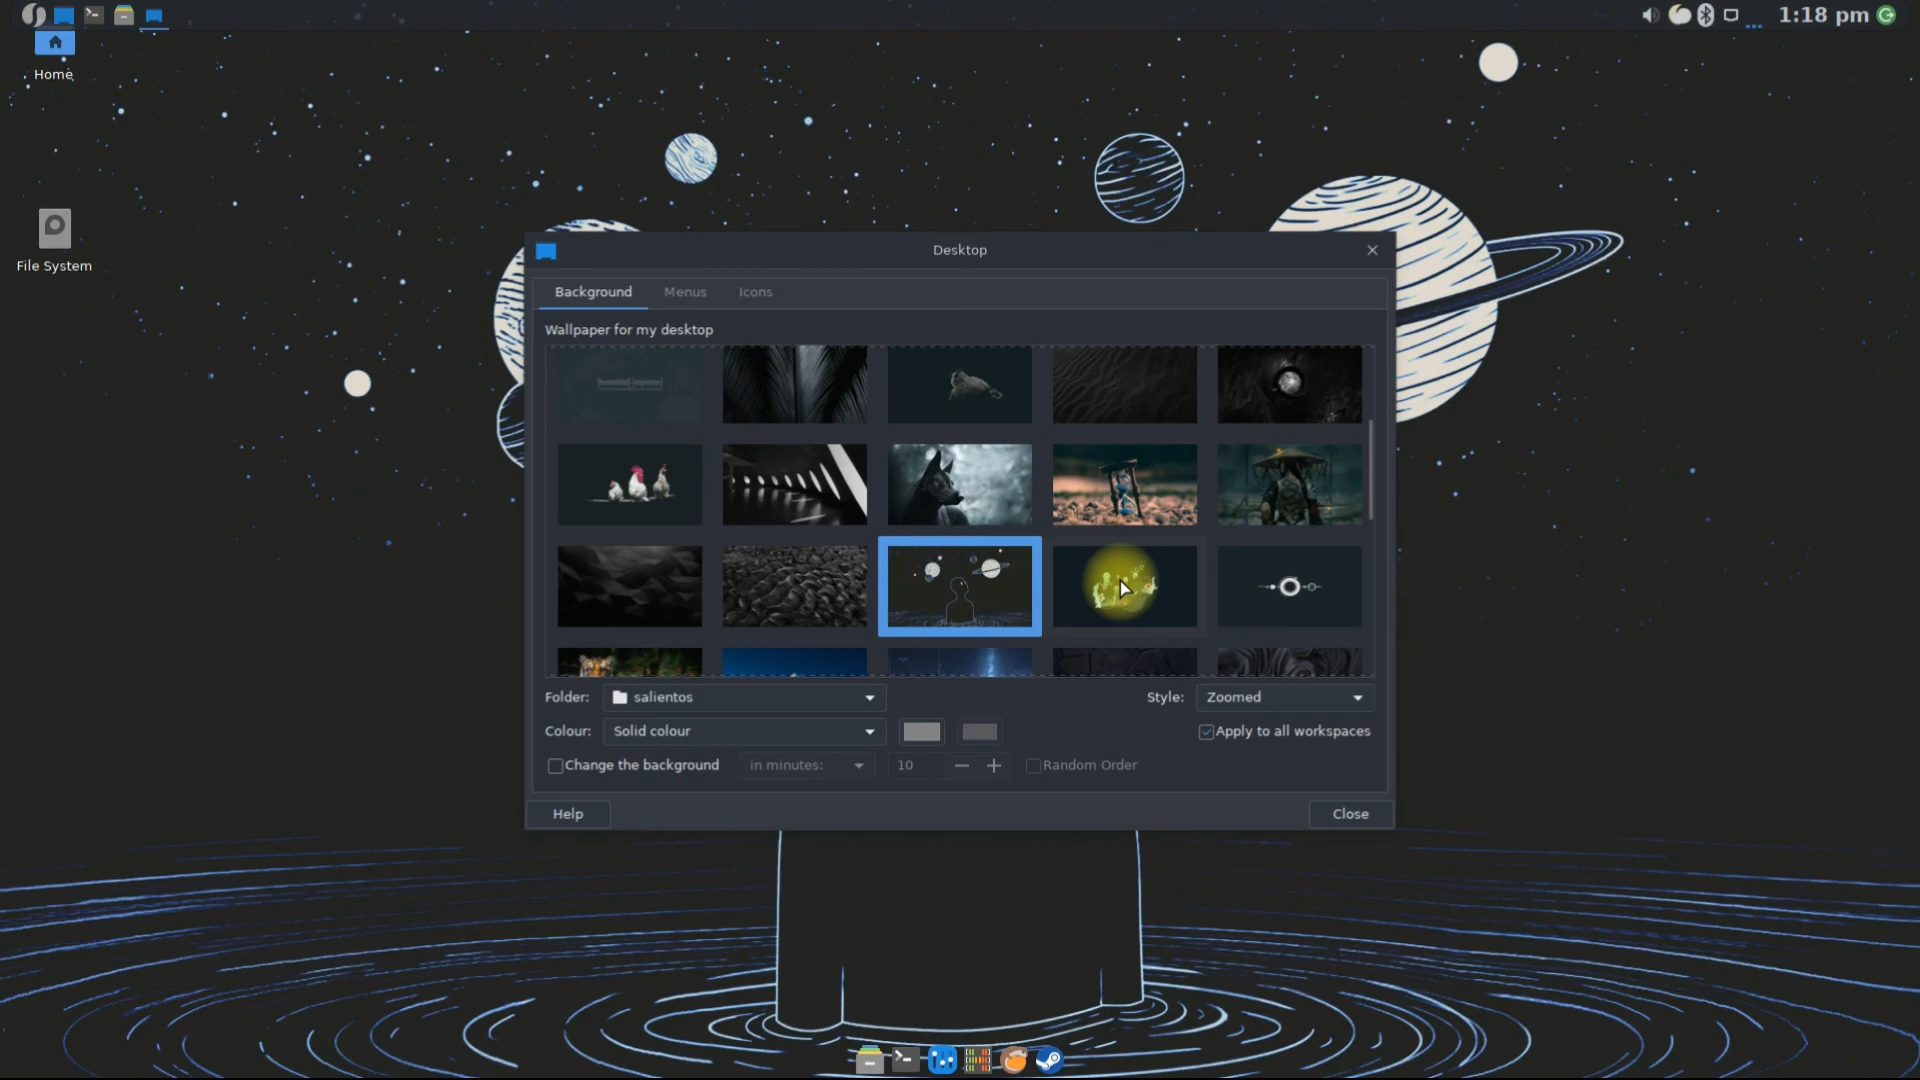 1:18 pm
Home
File System
Desktop
Background Menus Icons
Wallpaper for my desktop
Folder: salientos Style: Zoomed
Colour: Solid colour Apply to all workspaces
Change the background in minutes: 10 Random Order
Help Close